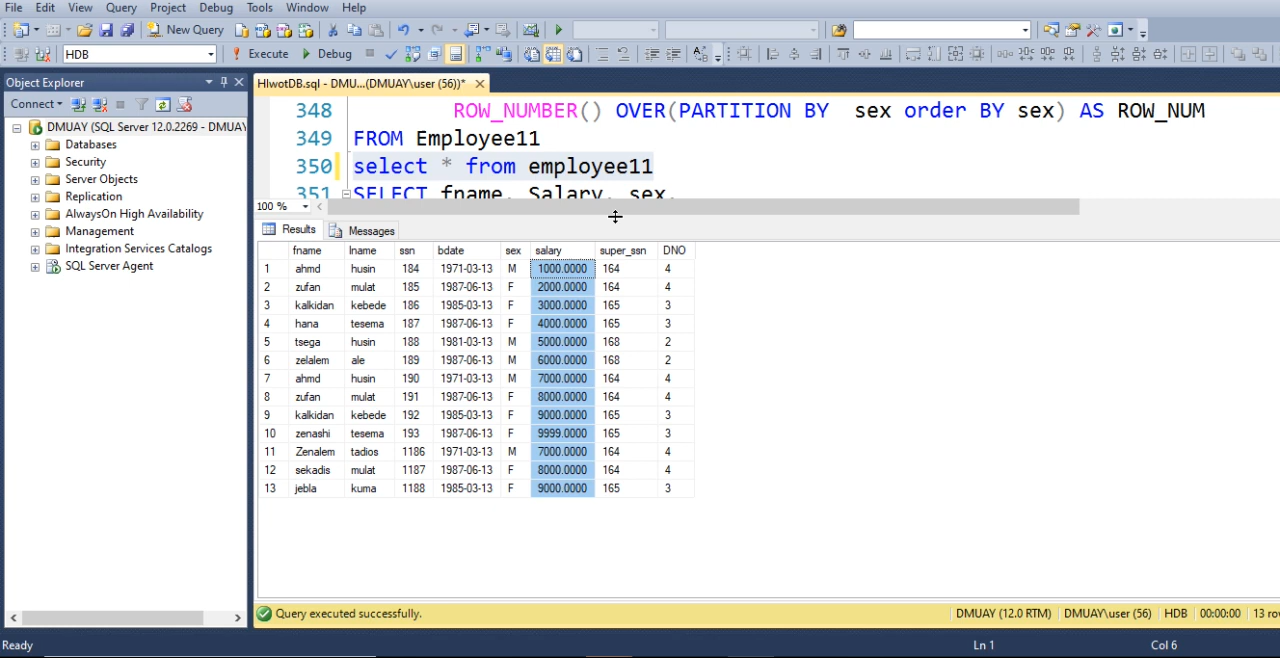 File Edit View Query Project Debug Tools Window Help
New Query
HDB Execute Debug
Object Explorer
Connect
DMUAY (SQL Server 12.0.2269 - DMUAY
Databases
Security
Server Objects
Replication
AlwaysOn High Availability
Management
Integration Services Catalogs
SQL Server Agent
HIwotDB.sql - DMU...(DMUAY\user (56))*
348 ROW_NUMBER() OVER(PARTITION BY sex order BY sex) AS ROW_NUM
349 FROM Employee11
350 select * from employee11
351 SELECT fname, Salary, sex,
100 %
Results Messages
fname lname ssn bdate sex salary super_ssn DNO
1 ahmd husin 184 1971-03-13 M 1000.0000 164 4
2 zufan mulat 185 1987-06-13 F 2000.0000 164 4
3 kalkidan kebede 186 1985-03-13 F 3000.0000 165 3
4 hana tesema 187 1987-06-13 F 4000.0000 165 3
5 tsega husin 188 1981-03-13 M 5000.0000 168 2
6 zelalem ale 189 1987-06-13 M 6000.0000 168 2
7 ahmd husin 190 1971-03-13 M 7000.0000 164 4
8 zufan mulat 191 1987-06-13 F 8000.0000 164 4
9 kalkidan kebede 192 1985-03-13 F 9000.0000 165 3
10 zenashi tesema 193 1987-06-13 F 9999.0000 165 3
11 Zenalem tadios 1186 1971-03-13 M 7000.0000 164 4
12 sekadis mulat 1187 1987-06-13 F 8000.0000 164 4
13 jebla kuma 1188 1985-03-13 F 9000.0000 165 3
Query executed successfully. DMUAY (12.0 RTM) DMUAY\user (56) HDB 00:00:00 13 ro
Ready Ln 1 Col 6